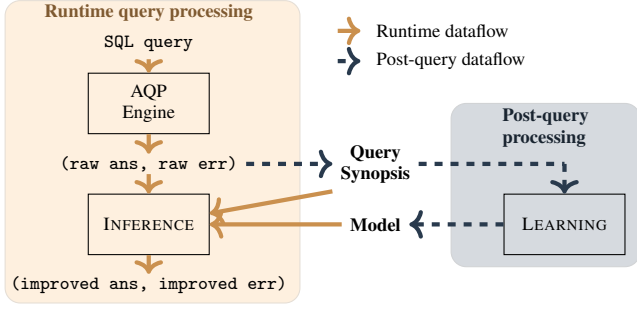 Runtime query processing
SQL query
AQP
Engine
(raw ans, raw err)
INFERENCE
(improved ans, improved err)
Runtime dataflow
Post-query dataflow
Query
Synopsis
Model
Post-query
processing
LEARNING